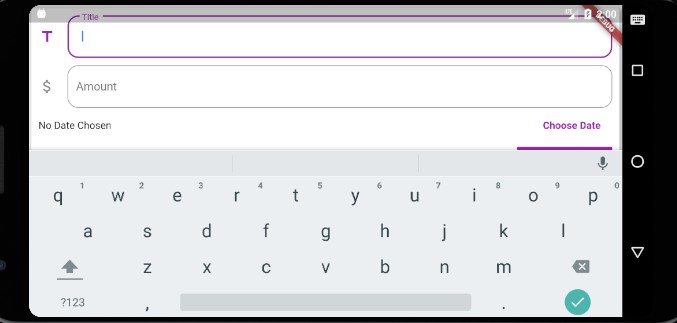 Title
2:00
DEBUG
T
$ Amount
No Date Chosen Choose Date
q 1 w 2 e 3 r 4 t 5 y 6 u 7 i 8 o 9 p 0
a s d f g h j k l
z x c v b n m
?123 , .